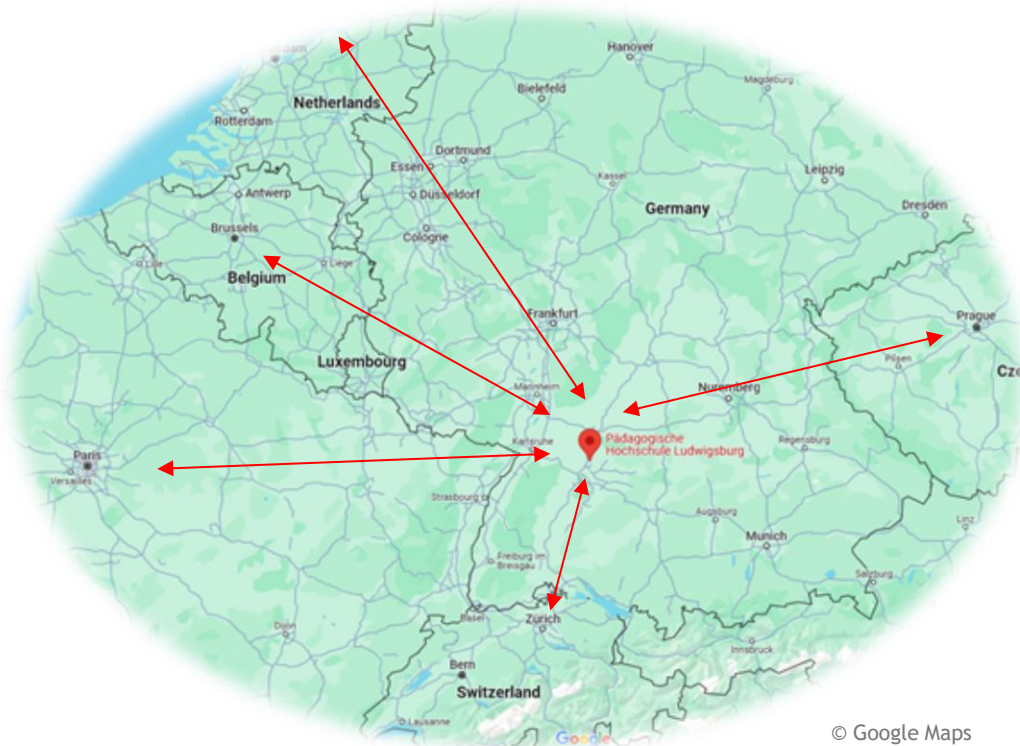 Hanover
Magdeburg
Netherlands
Bielefeld
Rotterdam
Dortmund
Essen
Kassel
Leipzig
Antwerp
Düsseldorf
Germany
Dresden
Brussels
Cologne
Lille
Liège
Belgium
Frankfurt
Prague
Luxembourg
Pilsen
Mannheim
Nuremberg
Karlsruhe
Pädagogische
Hochschule Ludwigsburg
Regensburg
Paris
Versailles
Strasbourg
Augsburg
Linz
Munich
Freiburg im
Breisgau
Salzburg
Basel
Zürich
Dijon
Innsbruck
Bern
Switzerland
Lausanne
Google
© Google Maps